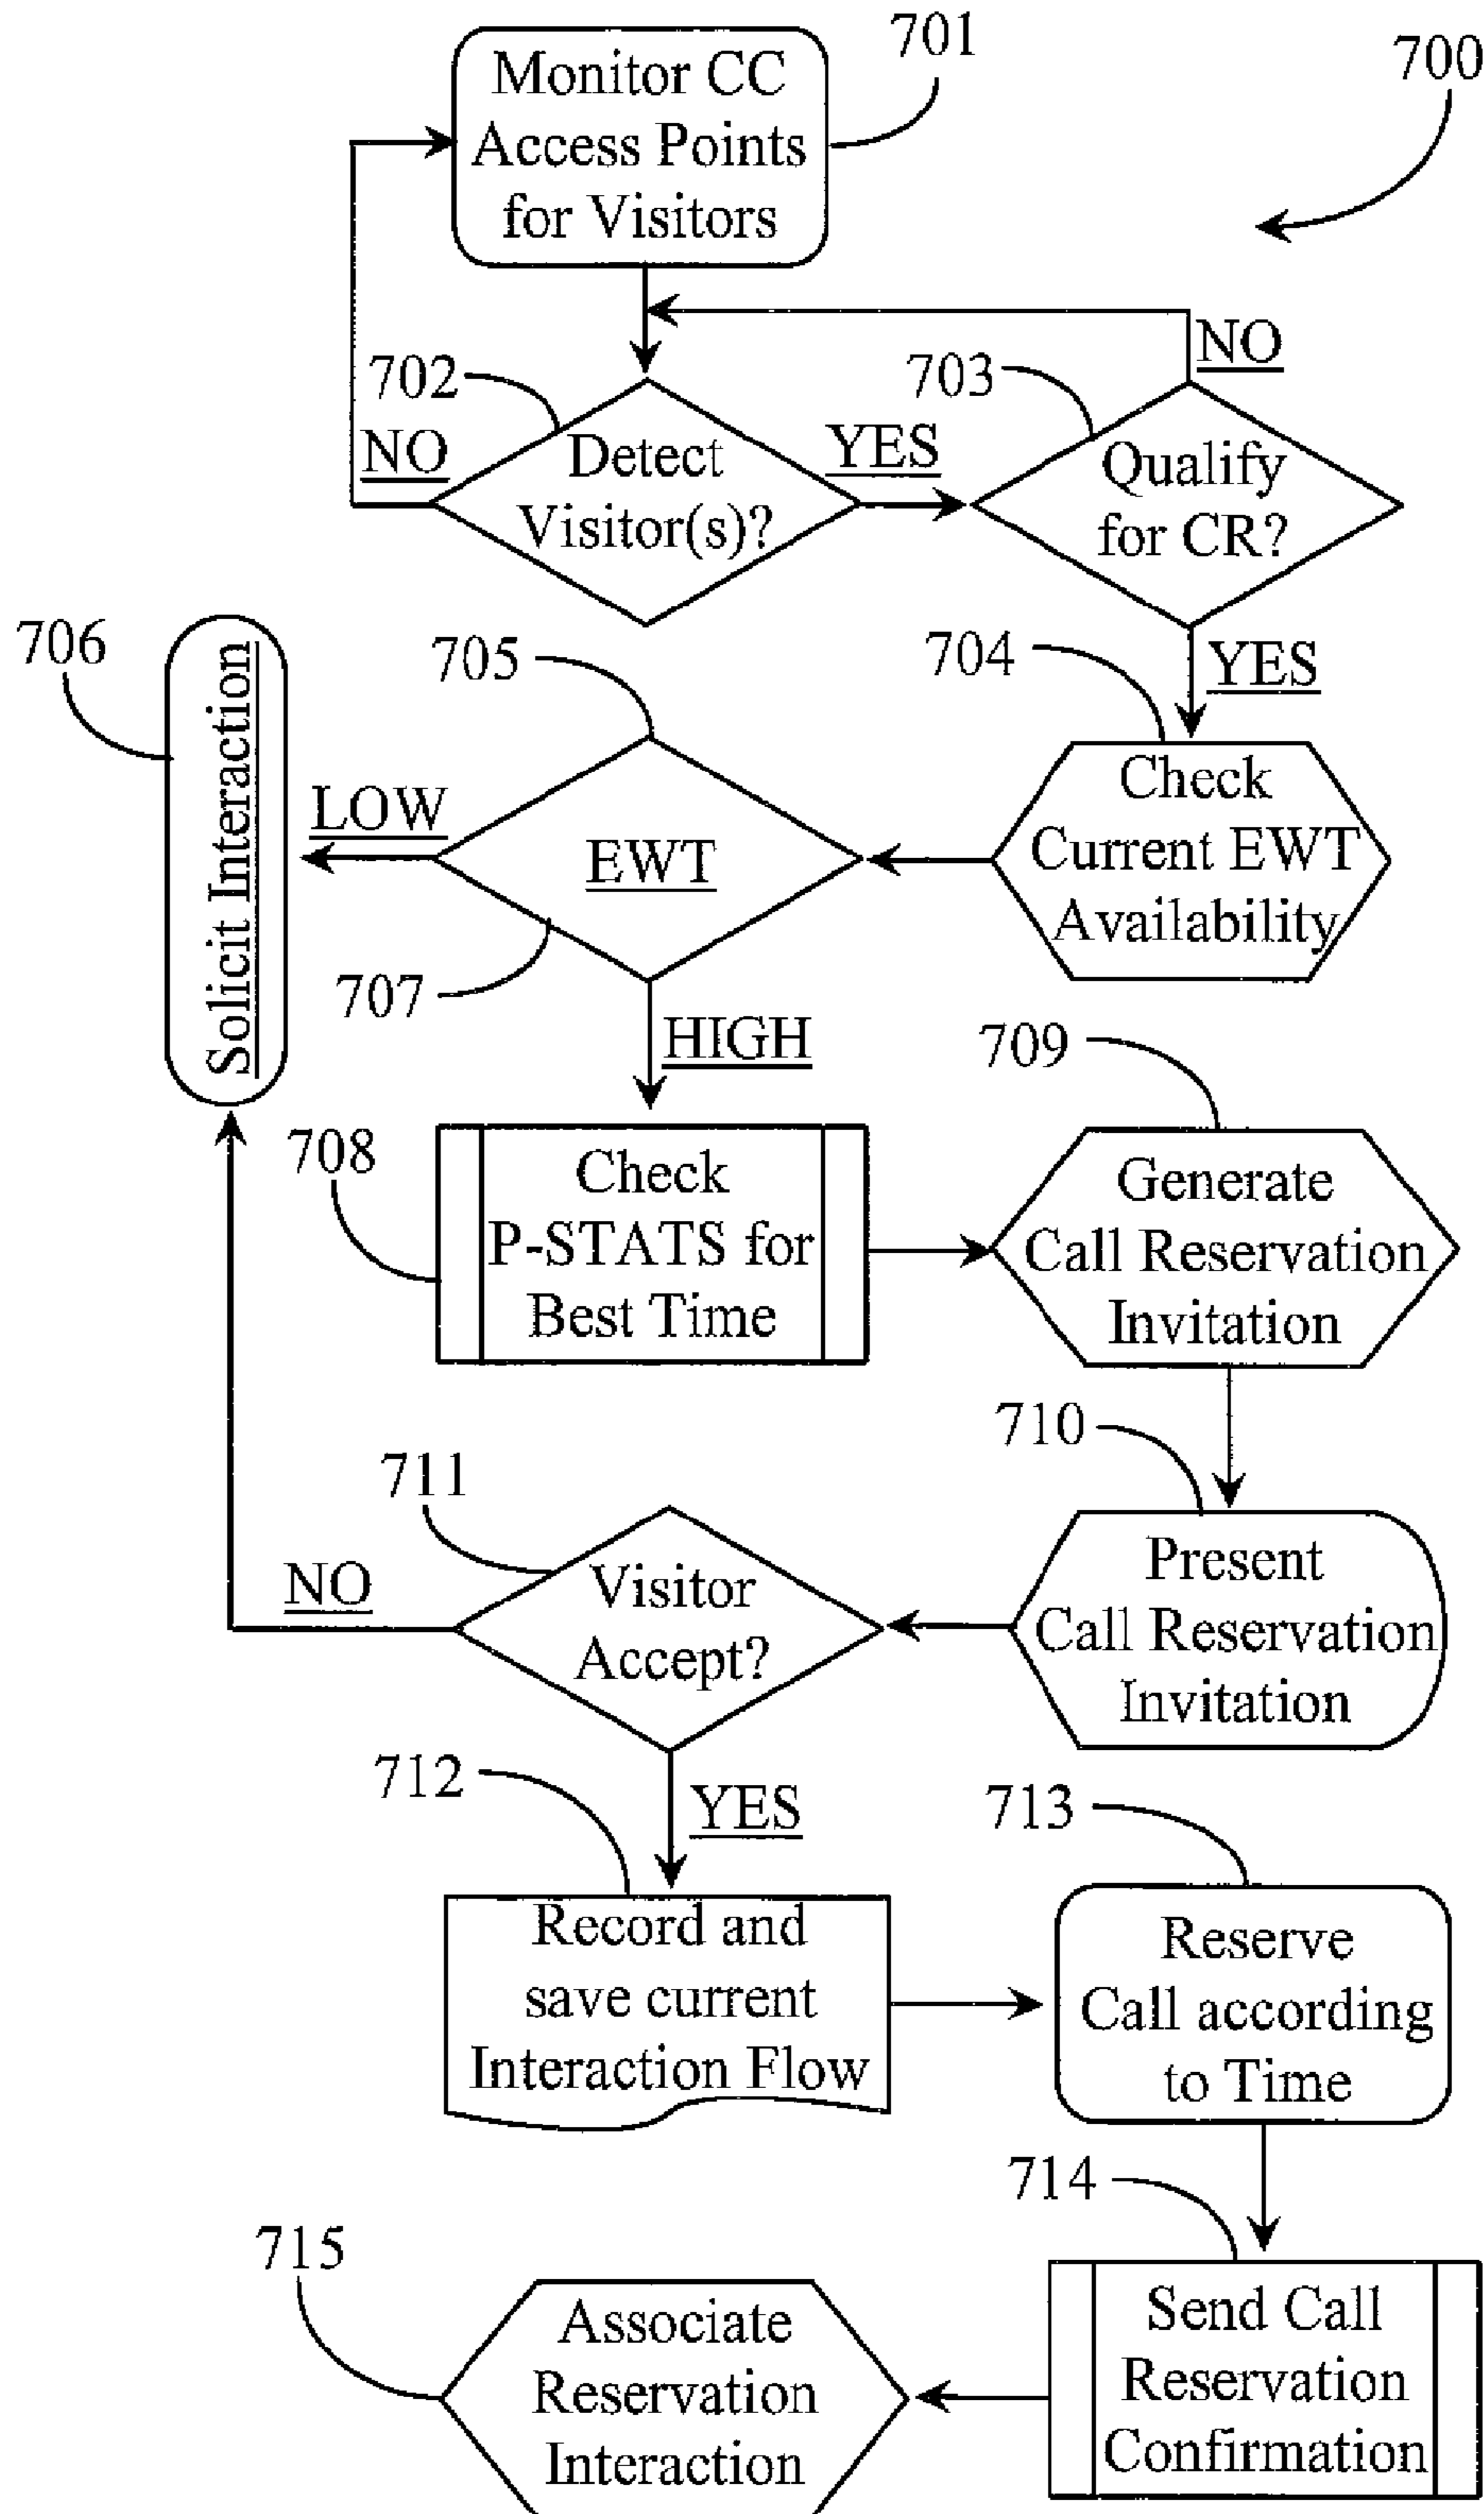 701
700
Monitor CC
Access Points
for Visitors
702
703
NO
NO
Detect
Visitor(s)?
YES
Qualify
for CR?
706
705
704
YES
Solicit Interaction
LOW
EWT
Check
Current EWT
Availability
707
HIGH
709
708
Check
P-STATS for
Best Time
Generate
Call Reservation
Invitation
710
711
NO
Visitor
Accept?
Present
Call Reservation
Invitation
712
YES
713
Record and
save current
Interaction Flow
Reserve
Call according
to Time
714
715
Associate
Reservation
Interaction
Send Call
Reservation
Confirmation